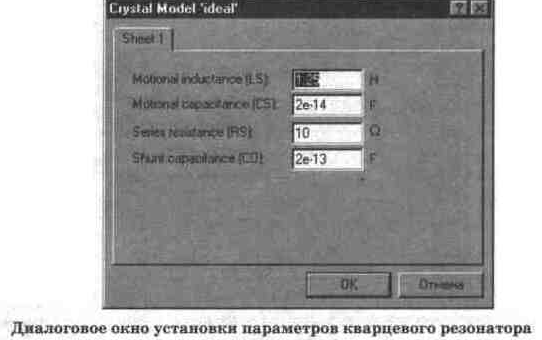 Crystal Model 'ideal'
Sheet 1
Motional inductance (LS): 1.25 H
Motional capacitance (CS): 2e-14 F
Series resistance (RS): 10 Ω
Shunt capacitance (CO): 2e-13 F
OK Отмена
Диалоговое окно установки параметров кварцевого резонатора